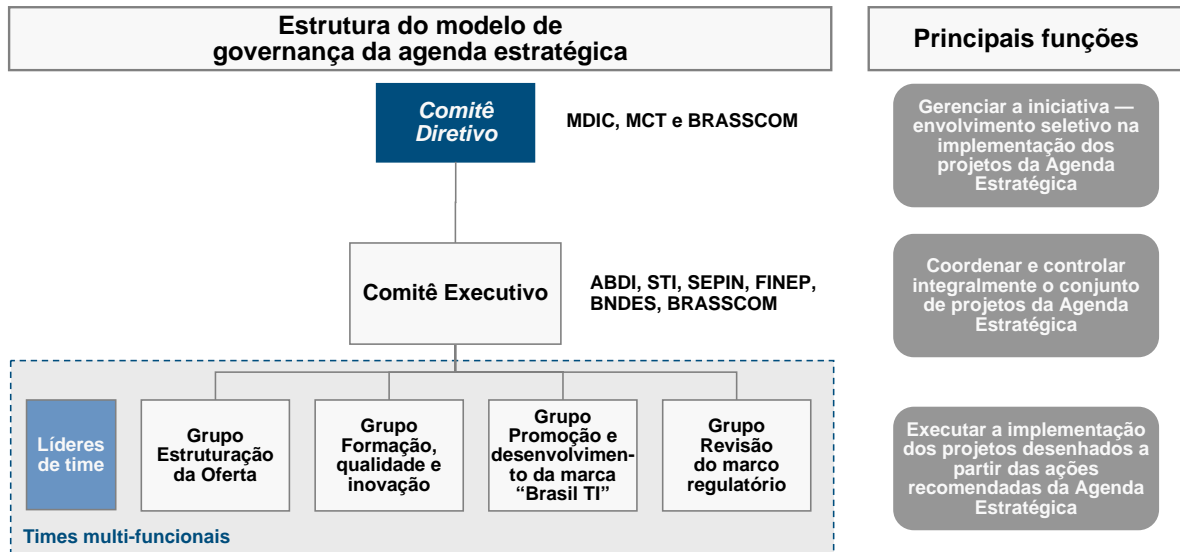 Estrutura do modelo de
governança da agenda estratégica
Principais funções
Comitê
Diretivo
MDIC, MCT e BRASSCOM
Gerenciar a iniciativa —
envolvimento seletivo na
implementação dos
projetos da Agenda
Estratégica
Comitê Executivo
ABDI, STI, SEPIN, FINEP,
BNDES, BRASSCOM
Coordenar e controlar
integralmente o conjunto
de projetos da Agenda
Estratégica
Líderes
de time
Grupo
Estruturação
da Oferta
Grupo
Formação,
qualidade e
inovação
Grupo
Promoção e
desenvolvimen-
to da marca
“Brasil TI”
Grupo
Revisão
do marco
regulatório
Executar a implementação
dos projetos desenhados a
partir das ações
recomendadas da Agenda
Estratégica
Times multi-funcionais